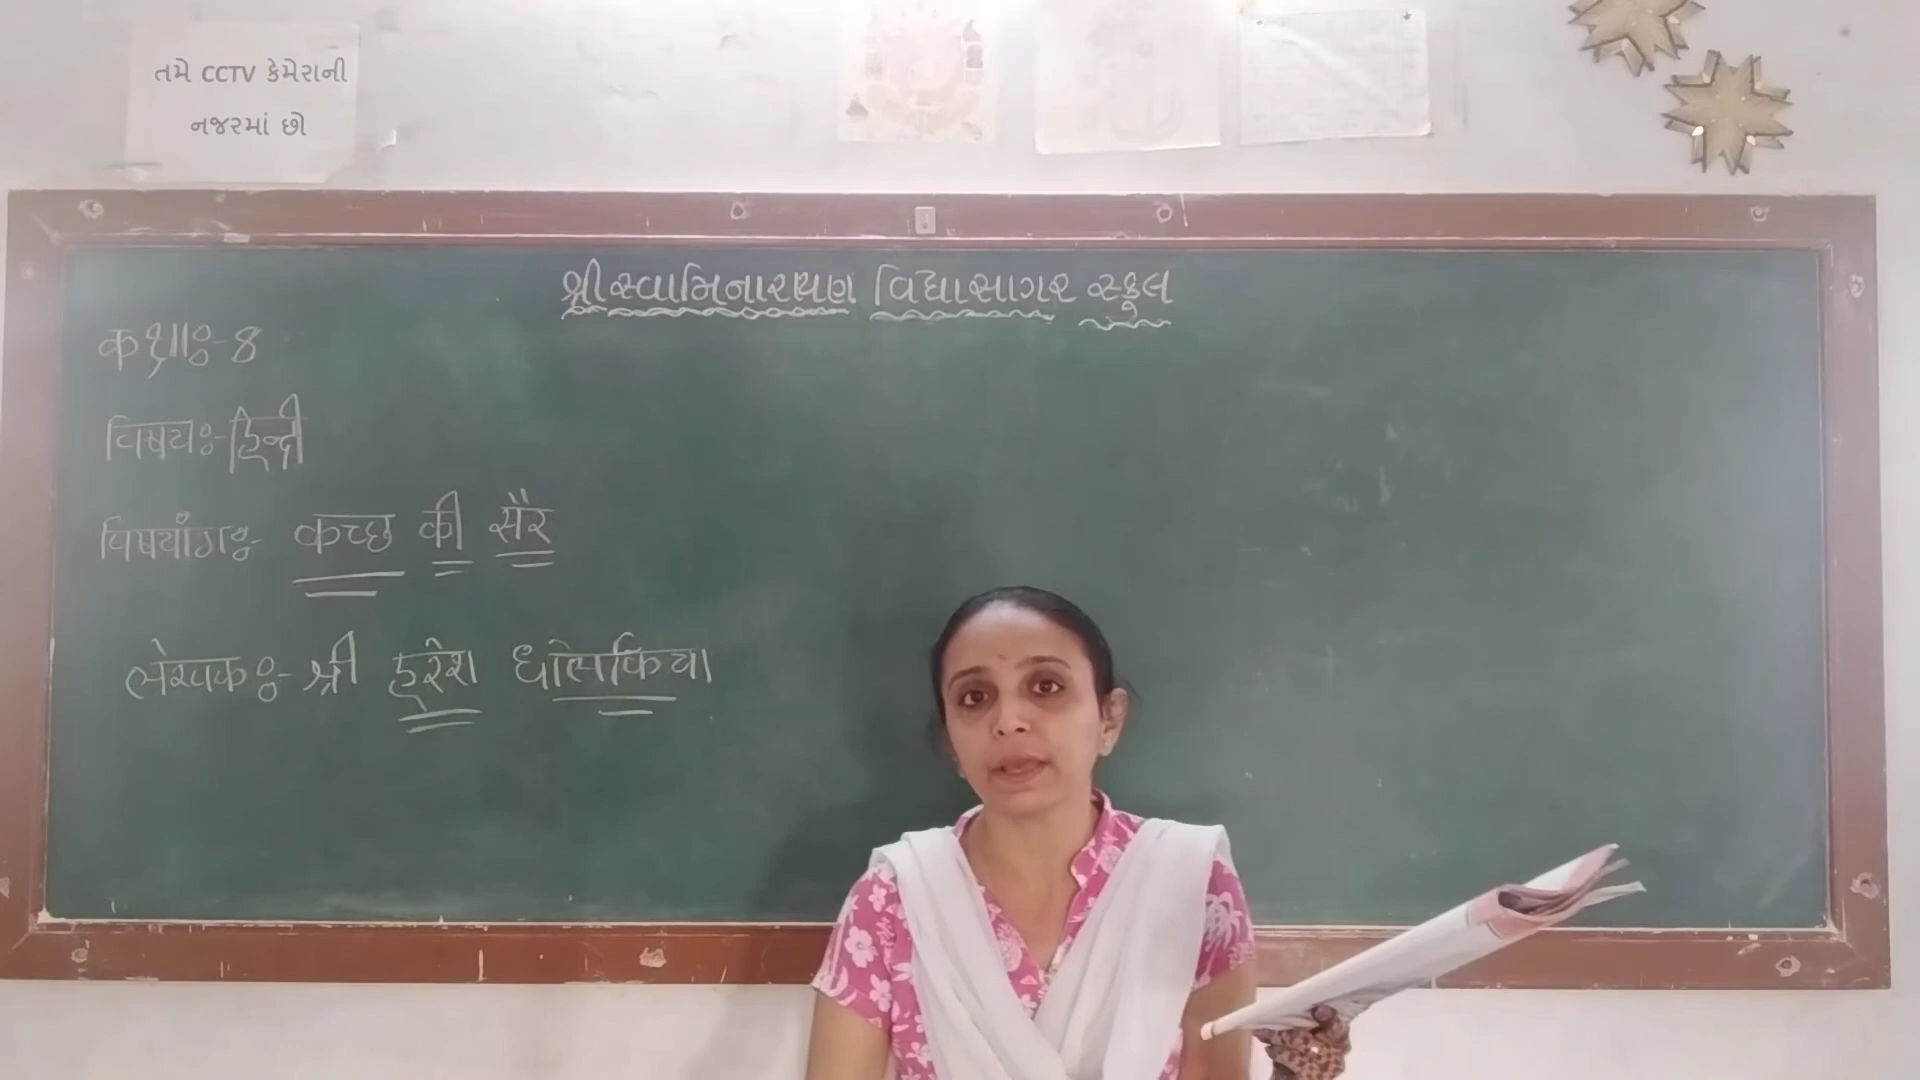 તમે CCTV કેમેરાની
નજરમાં છો
શ્રી સ્વામિનારાયણ વિદ્યાસાગર સ્કુલ
कक्षाः-8
विषयः-हिन्दी
विषयांगः- कच्छ की सैर
लेखकः- श्री हरेश धोलकिया